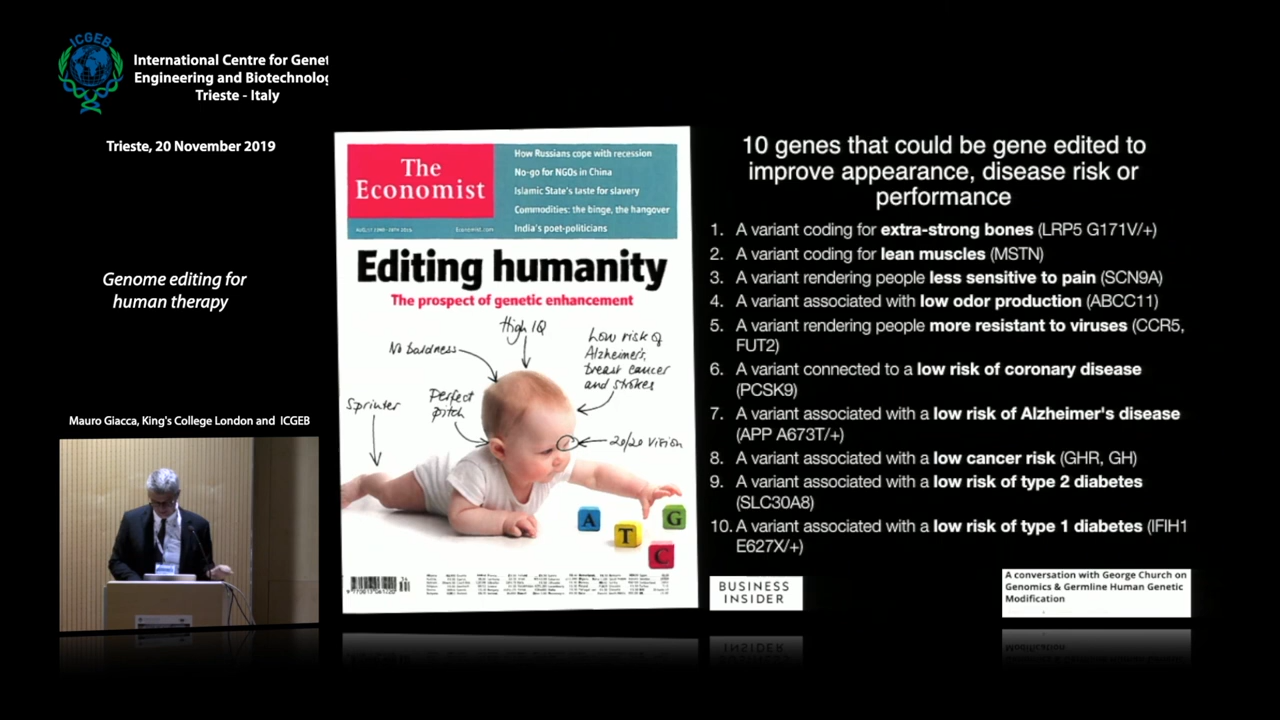 ICGEB
International Centre for Genet
Engineering and Biotechnolog
Trieste - Italy
Trieste, 20 November 2019
Genome editing for
human therapy
Mauro Giacca, King's College London and ICGEB
The
Economist
How Russians cope with recession
No-go for NGOs in China
Islamic State's taste for slavery
Commodities: the binge, the hangover
India's poet-politicians
Economist.com
Editing humanity
The prospect of genetic enhancement
High IQ
No baldness
Low risk of
Alzheimer's,
breast cancer
and strokes
Perfect
pitch
Sprinter
20/20 vision
A
T
G
C
10 genes that could be gene edited to
improve appearance, disease risk or
performance
1. A variant coding for extra-strong bones (LRP5 G171V/+)
2. A variant coding for lean muscles (MSTN)
3. A variant rendering people less sensitive to pain (SCN9A)
4. A variant associated with low odor production (ABCC11)
5. A variant rendering people more resistant to viruses (CCR5,
FUT2)
6. A variant connected to a low risk of coronary disease
(PCSK9)
7. A variant associated with a low risk of Alzheimer's disease
(APP A673T/+)
8. A variant associated with a low cancer risk (GHR, GH)
9. A variant associated with a low risk of type 2 diabetes
(SLC30A8)
10. A variant associated with a low risk of type 1 diabetes (IFIH1
E627X/+)
BUSINESS
INSIDER
A conversation with George Church on
Genomics & Germline Human Genetic
Modification